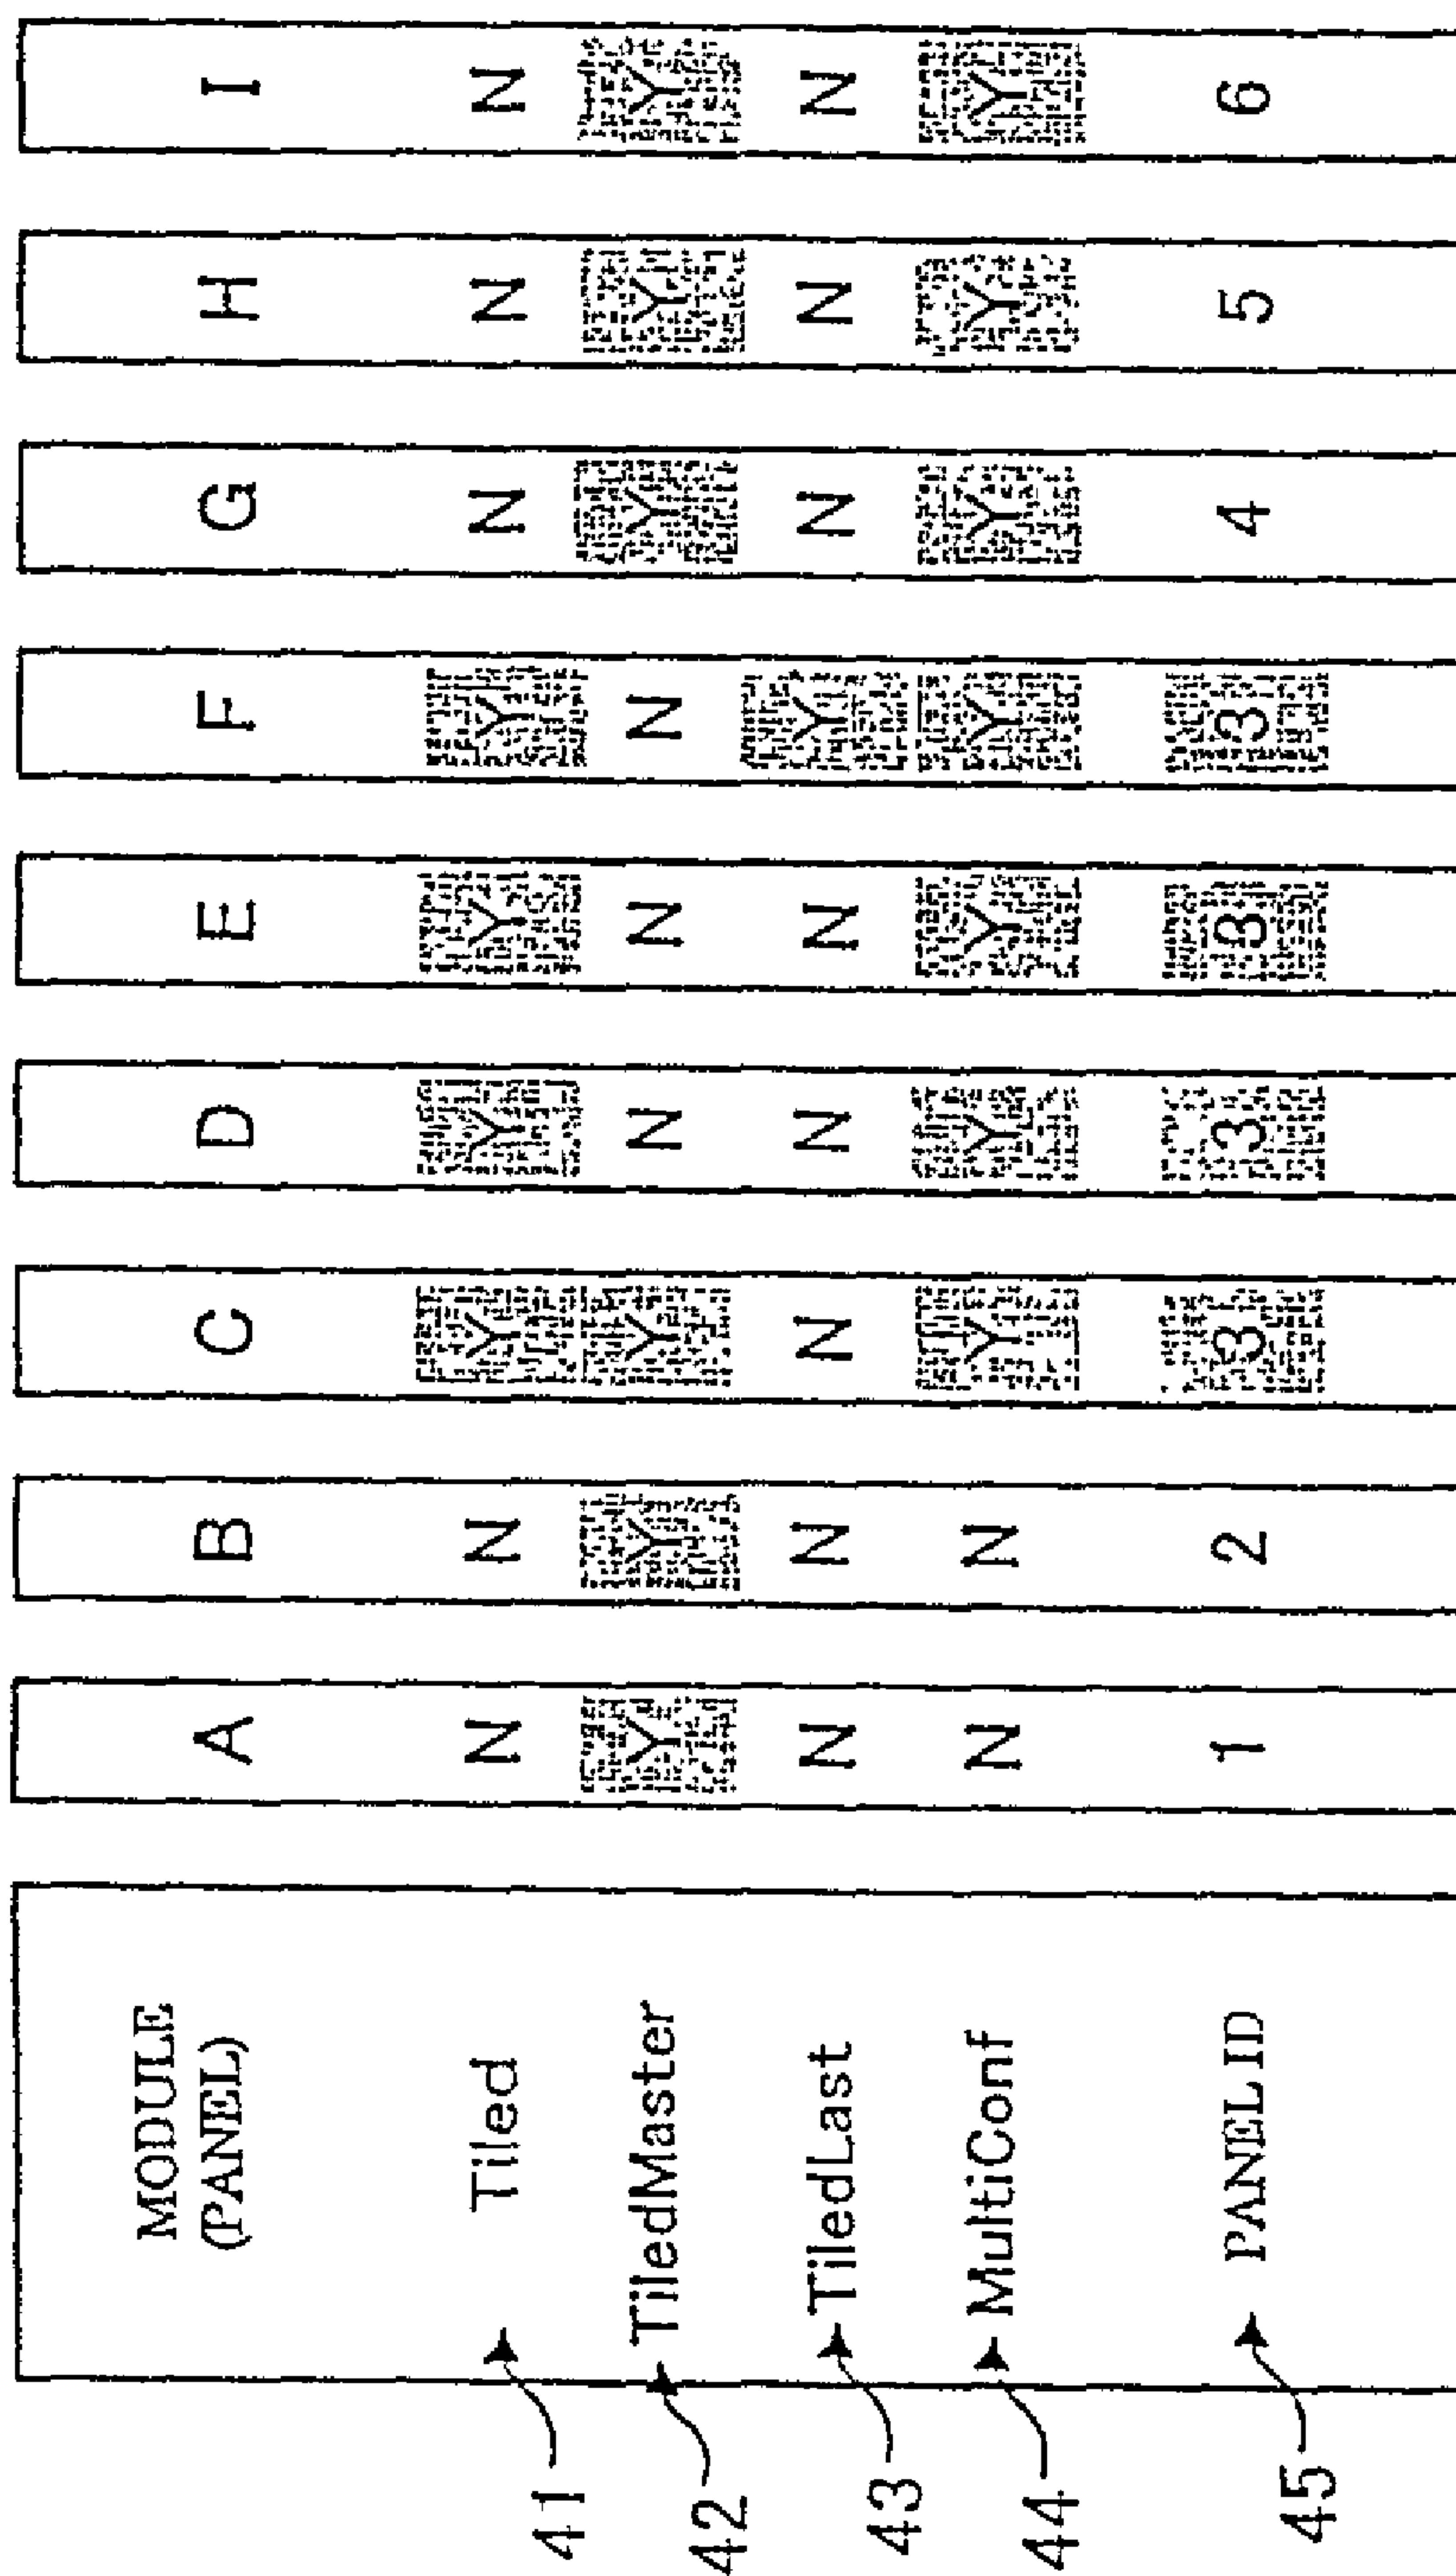 MODULE
(PANEL) A B C D E F G H I
41 Tiled N N Y Y Y Y N N N
42 TiledMaster Y Y Y N N N Y Y Y
43 TiledLast N N N N N Y N N N
44 MultiConf N N Y Y Y Y Y Y Y
45 PANEL ID 1 2 3 3 3 3 4 5 6